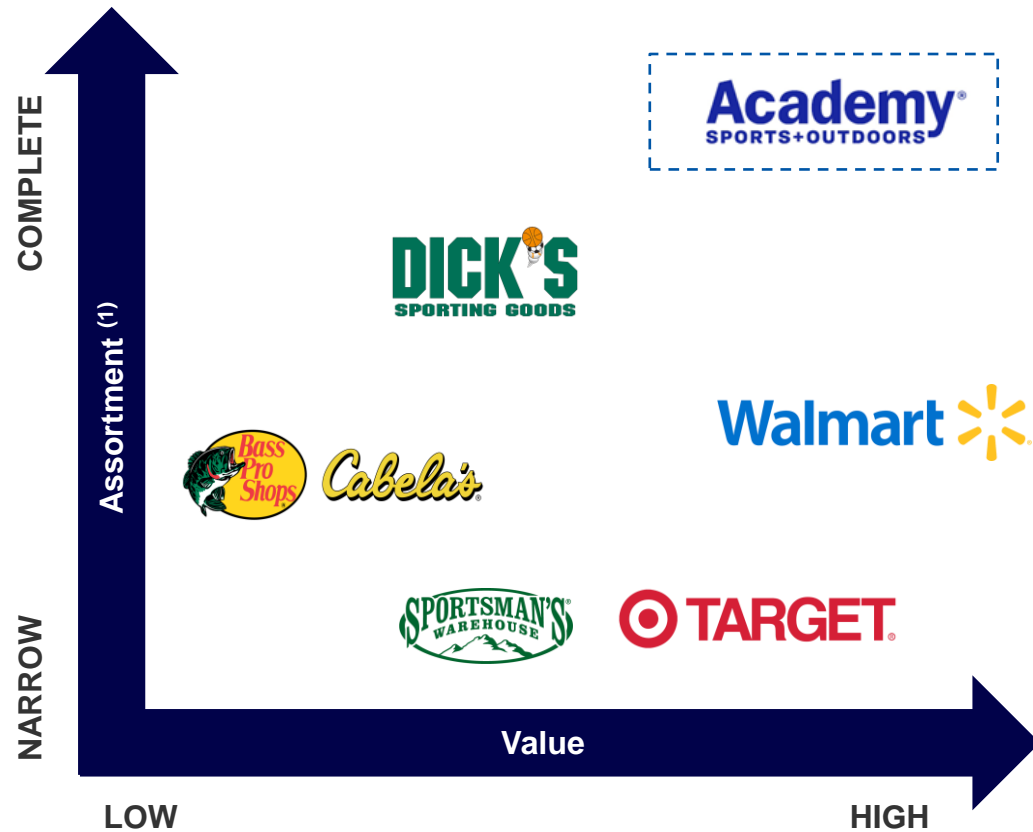 COMPLETE
Academy®
SPORTS+OUTDOORS
DICK'S
SPORTING GOODS
Assortment (1)
Walmart
Bass
Pro
Shops
Cabela's®
NARROW
SPORTSMAN'S®
WAREHOUSE
TARGET®
Value
LOW
HIGH